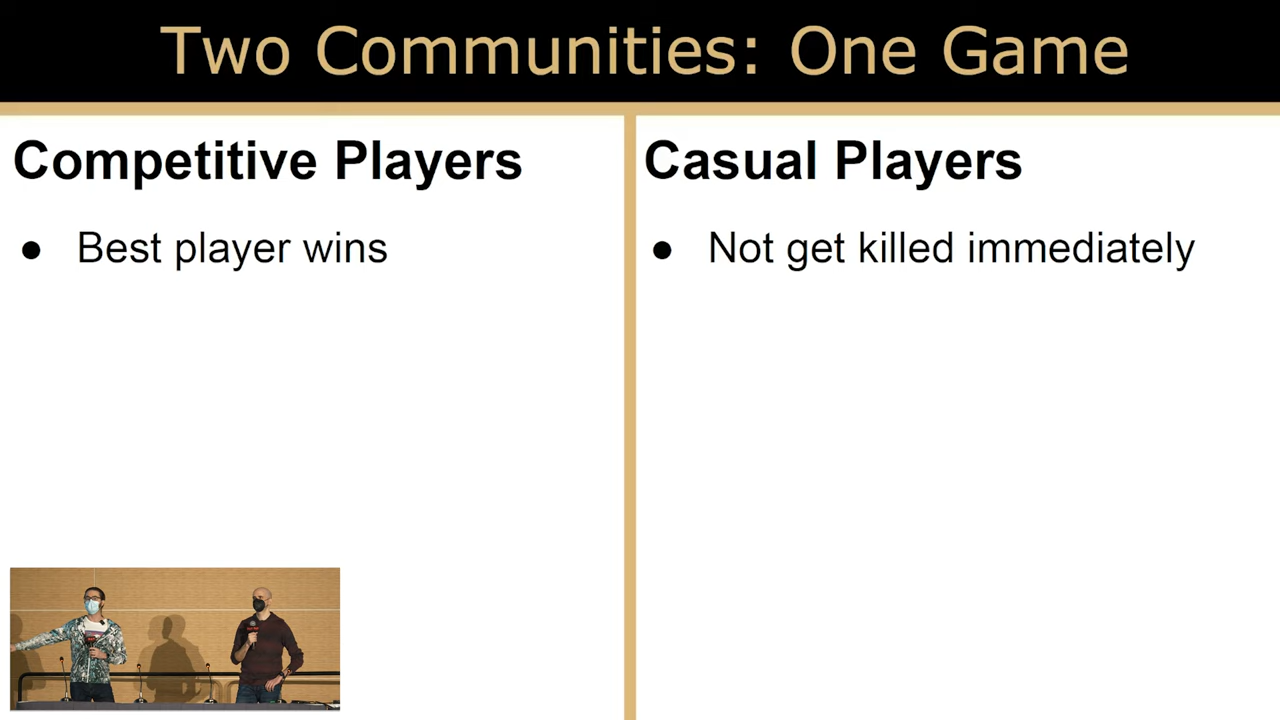 Two Communities: One Game
Competitive Players
● Best player wins
Casual Players
● Not get killed immediately